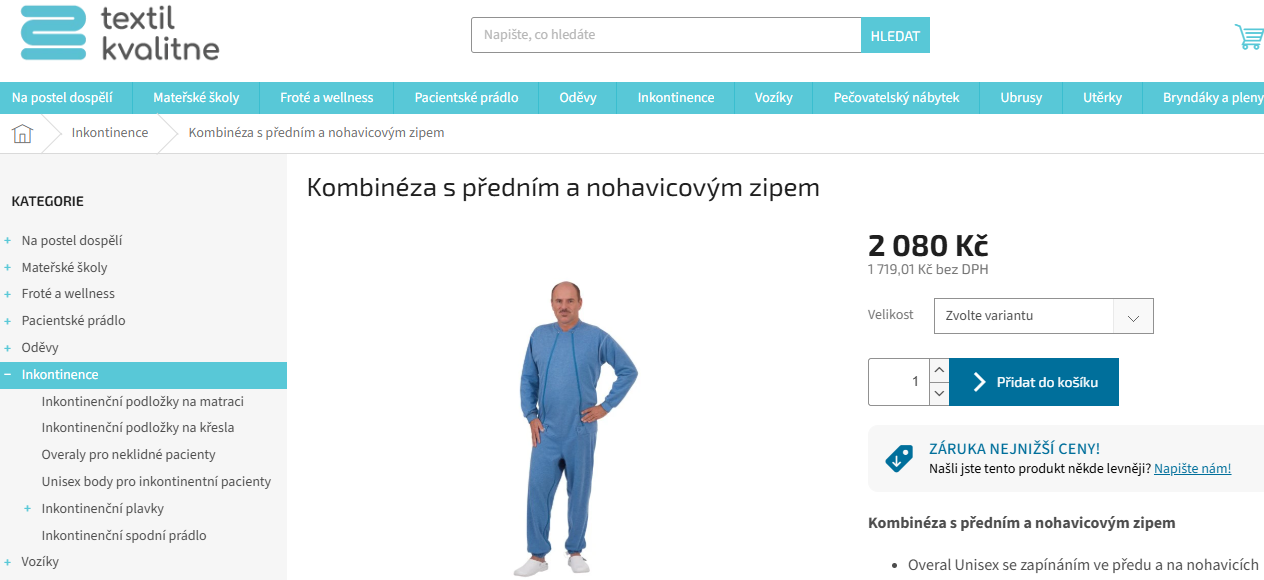 textil
kvalitne
Napište, co hledáte
HLEDAT
Na postel dospělí
Mateřské školy
Froté a wellness
Pacientské prádlo
Oděvy
Inkontinence
Vozíky
Pečovatelský nábytek
Ubrusy
Utěrky
Bryndáky a pleny
Inkontinence
Kombinéza s předním a nohavicovým zipem
KATEGORIE
+ Na postel dospělí
+ Mateřské školy
+ Froté a wellness
+ Pacientské prádlo
+ Oděvy
− Inkontinence
Inkontinenční podložky na matraci
Inkontinenční podložky na křesla
Overaly pro neklidné pacienty
Unisex body pro inkontinentní pacienty
+ Inkontinenční plavky
Inkontinenční spodní prádlo
+ Vozíky
Kombinéza s předním a nohavicovým zipem
2 080 Kč
1 719,01 Kč bez DPH
Velikost
Zvolte variantu
1
Přidat do košíku
ZÁRUKA NEJNIŽŠÍ CENY!
Našli jste tento produkt někde levněji? Napište nám!
Kombinéza s předním a nohavicovým zipem
• Overal Unisex se zapínáním ve předu a na nohavicích